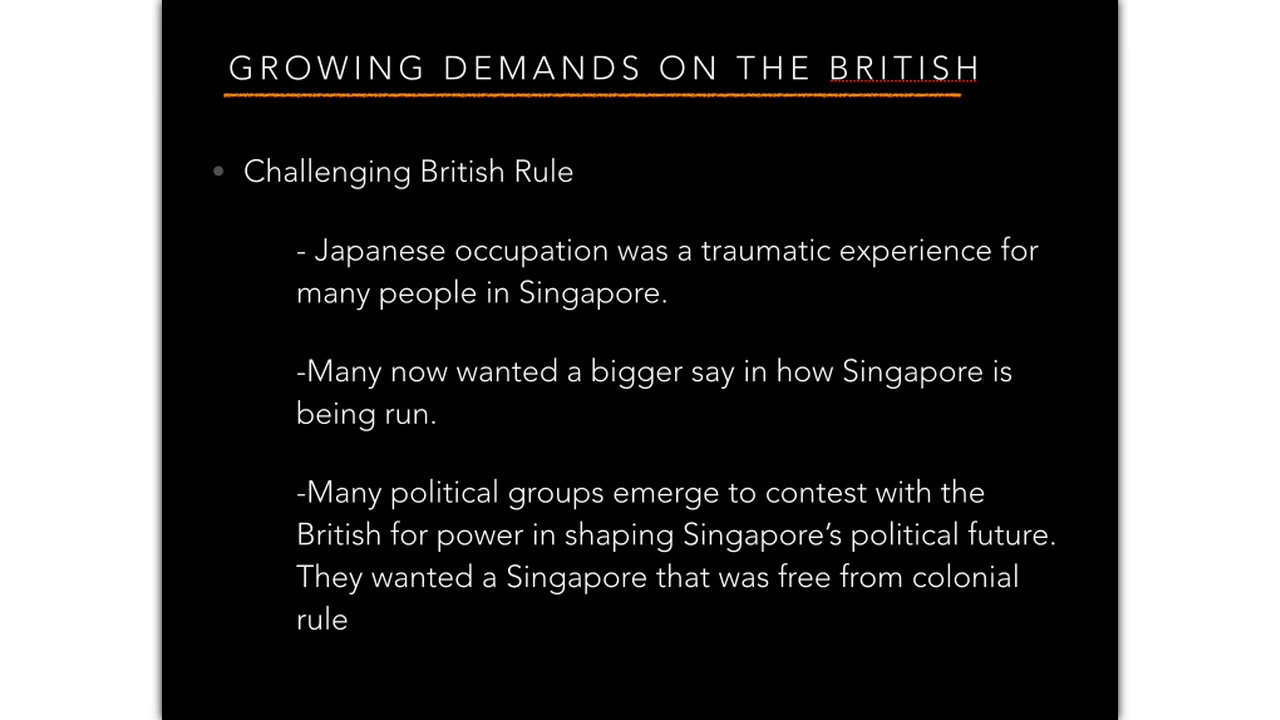 GROWING DEMANDS ON THE BRITISH
• Challenging British Rule
- Japanese occupation was a traumatic experience for
many people in Singapore.
-Many now wanted a bigger say in how Singapore is
being run.
-Many political groups emerge to contest with the
British for power in shaping Singapore’s political future.
They wanted a Singapore that was free from colonial
rule